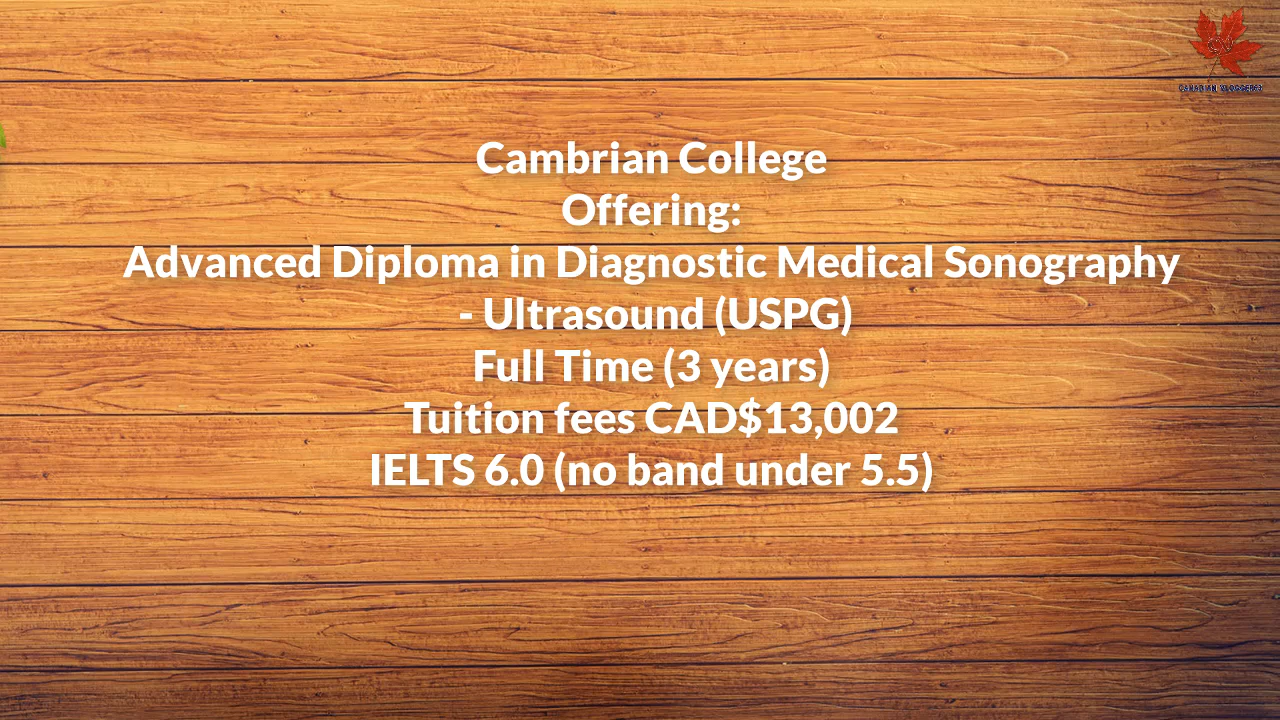 Cambrian College
Offering:
Advanced Diploma in Diagnostic Medical Sonography
- Ultrasound (USPG)
Full Time (3 years)
Tuition fees CAD$13,002
IELTS 6.0 (no band under 5.5)